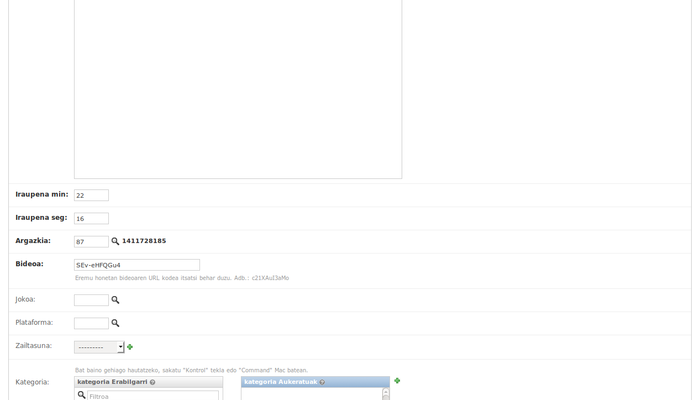 Iraupena min: 22
Iraupena seg: 16
Argazkia: 87 1411728185
Bideoa: SEv-eHFQGu4
Eremu honetan bideoaren URL kodea itsatsi behar duzu. Adb.: c21XAuI3aMo
Jokoa:
Plataforma:
Zailtasuna: ---------
Bat baino gehiago hautatzeko, sakatu "Kontrol" tekla edo "Command" Mac batean.
Kategoria: kategoria Erabilgarri kategoria Aukeratuak
Filtroa